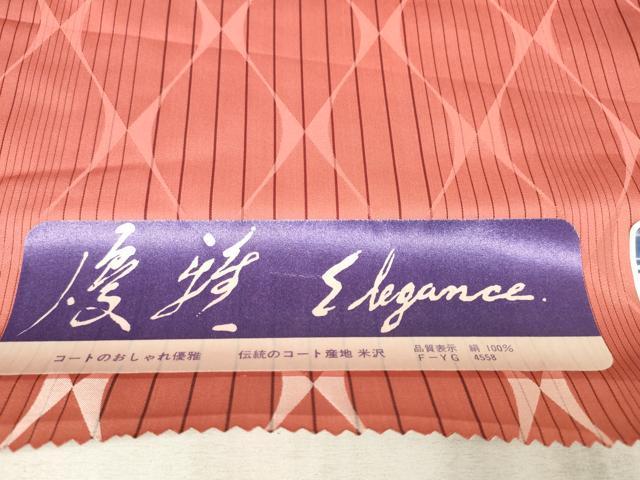 優雅 Elegance.
コートのおしゃれ優雅 伝統のコート産地 米沢 品質表示 絹 100%
F-YG 4558